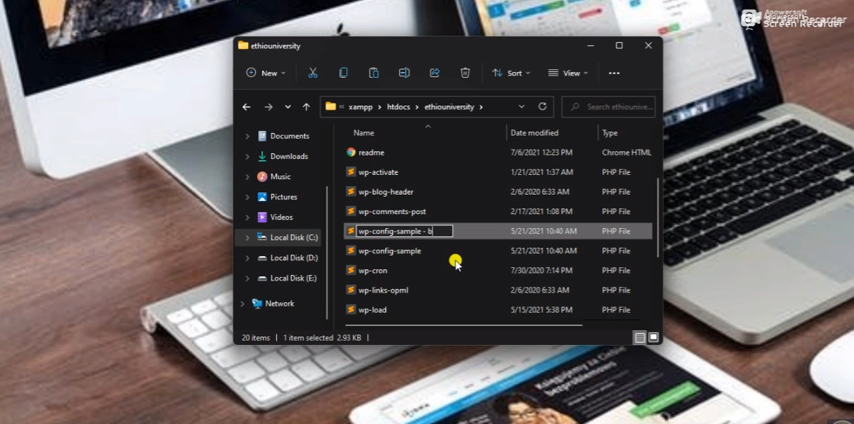 Apowersoft
Screen Recorder
ethiouniversity
New
Sort
View
xampp > htdocs > ethiouniversity >
Search ethiounive...
Documents
Downloads
Music
Pictures
Videos
Local Disk (C:)
Local Disk (D:)
Local Disk (E:)
Network
Name Date modified Type
readme 7/6/2021 12:23 PM Chrome HTML
wp-activate 1/21/2021 1:37 AM PHP File
wp-blog-header 2/6/2020 6:33 AM PHP File
wp-comments-post 2/17/2021 1:08 PM PHP File
wp-config-sample - b 5/21/2021 10:40 AM PHP File
wp-config-sample 5/21/2021 10:40 AM PHP File
wp-cron 7/30/2020 7:14 PM PHP File
wp-links-opml 2/6/2020 6:33 AM PHP File
wp-load 5/15/2021 5:38 PM PHP File
20 items 1 item selected 2.93 KB
Księgujemy za Ciebie
bezproblemowo!